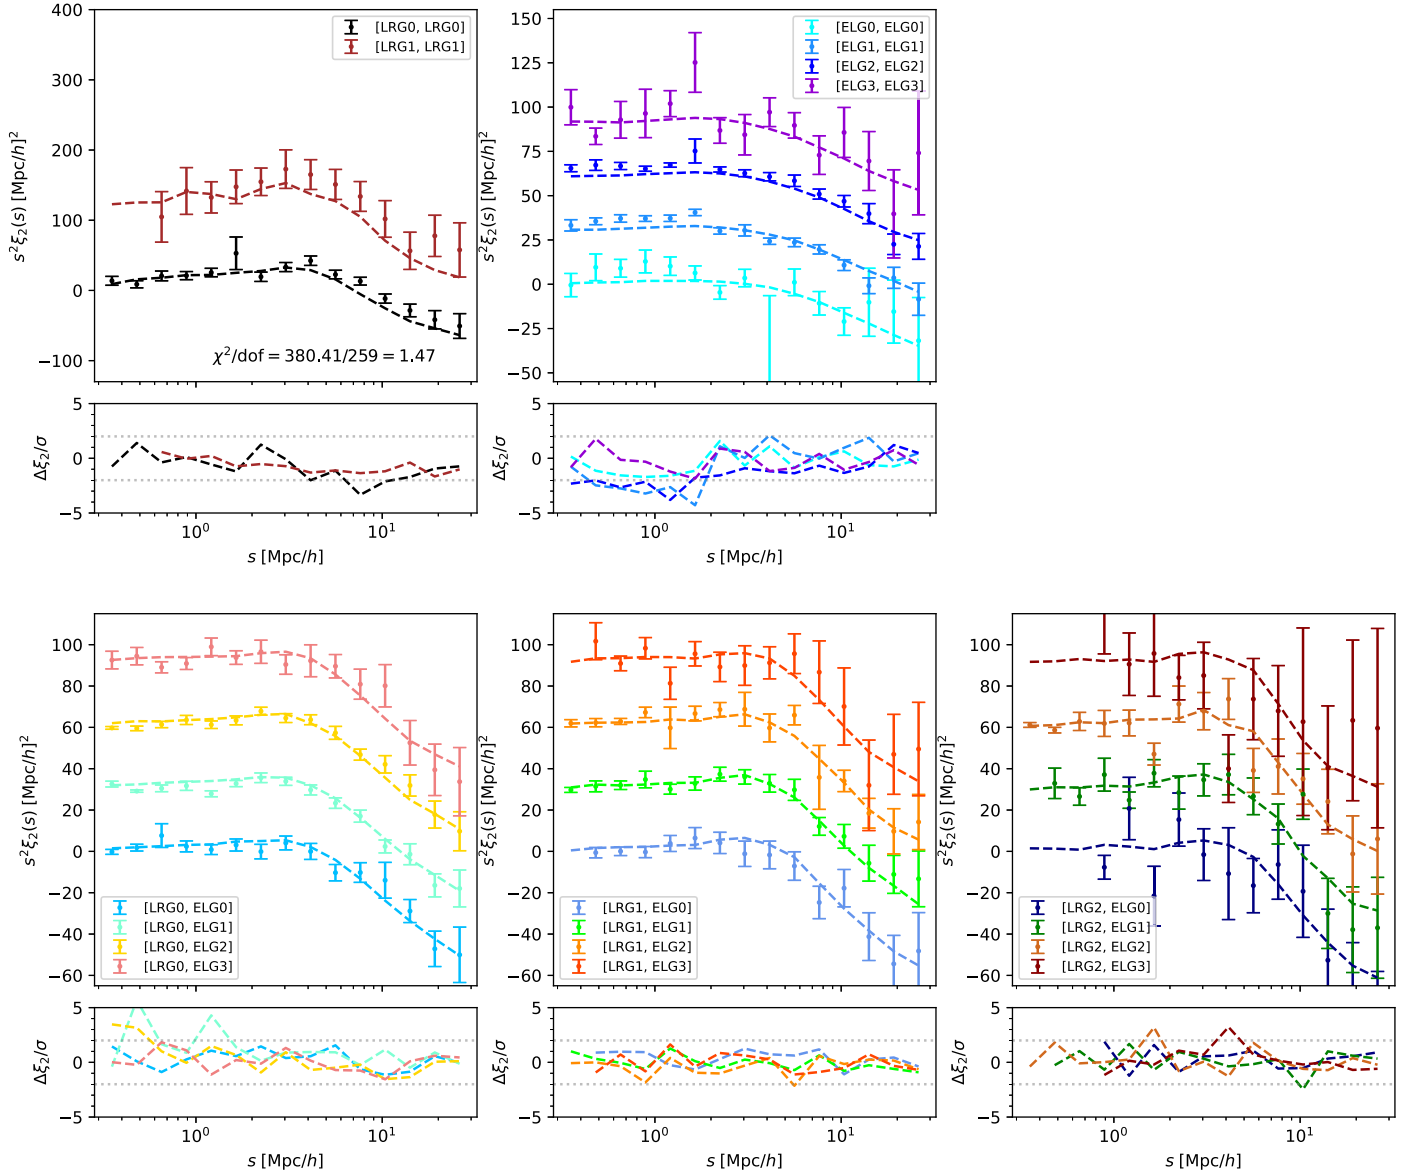 400
300
200
100
0
−100
s²ξ₂(s) [Mpc/h]²
[LRG0, LRG0]
[LRG1, LRG1]
χ²/dof = 380.41/259 = 1.47
150
125
100
75
50
25
0
−25
−50
s²ξ₂(s) [Mpc/h]²
[ELG0, ELG0]
[ELG1, ELG1]
[ELG2, ELG2]
[ELG3, ELG3]
5
0
−5
Δξ₂/σ
10⁰
10¹
s [Mpc/h]
5
0
−5
Δξ₂/σ
10⁰
10¹
s [Mpc/h]
100
80
60
40
20
0
−20
−40
−60
s²ξ₂(s) [Mpc/h]²
[LRG0, ELG0]
[LRG0, ELG1]
[LRG0, ELG2]
[LRG0, ELG3]
100
80
60
40
20
0
−20
−40
−60
s²ξ₂(s) [Mpc/h]²
[LRG1, ELG0]
[LRG1, ELG1]
[LRG1, ELG2]
[LRG1, ELG3]
100
80
60
40
20
0
−20
−40
−60
s²ξ₂(s) [Mpc/h]²
[LRG2, ELG0]
[LRG2, ELG1]
[LRG2, ELG2]
[LRG2, ELG3]
5
0
−5
Δξ₂/σ
10⁰
10¹
s [Mpc/h]
5
0
−5
Δξ₂/σ
10⁰
10¹
s [Mpc/h]
5
0
−5
Δξ₂/σ
10⁰
10¹
s [Mpc/h]